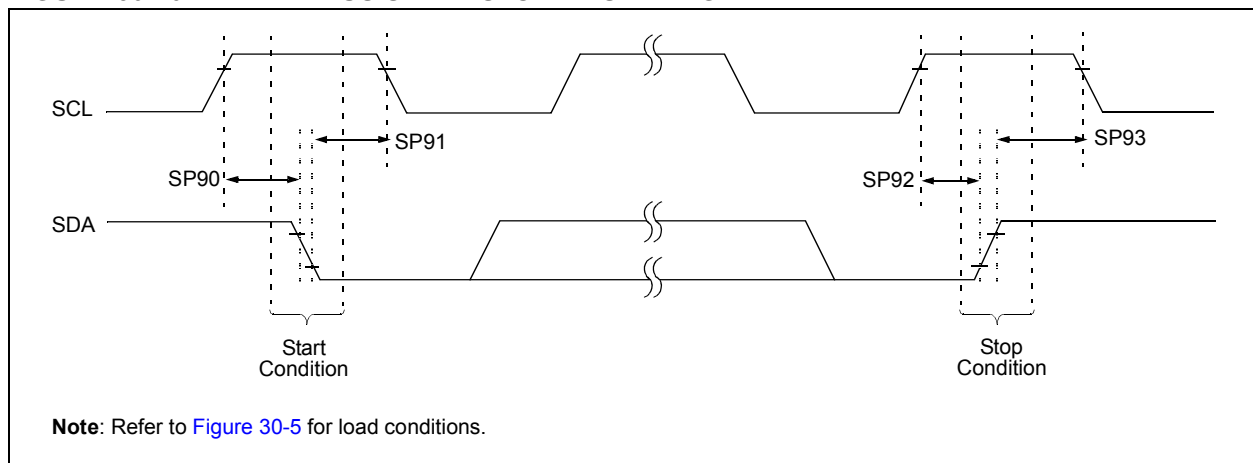 SCL
SP91
SP93
SP90
SP92
SDA
Start
Condition
Stop
Condition
Note: Refer to Figure 30-5 for load conditions.